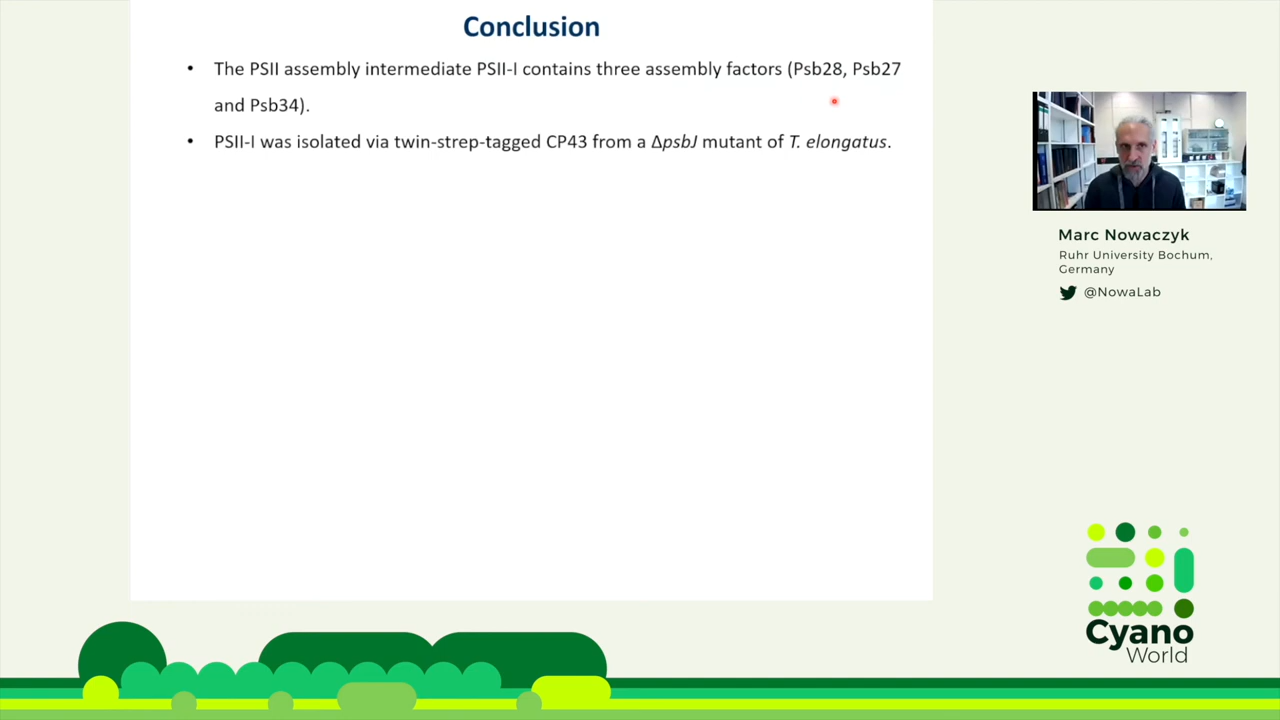 Conclusion
• The PSII assembly intermediate PSII-I contains three assembly factors (Psb28, Psb27
and Psb34).
• PSII-I was isolated via twin-strep-tagged CP43 from a ΔpsbJ mutant of T. elongatus.
Marc Nowaczyk
Ruhr University Bochum,
Germany
@NowaLab
Cyano
World